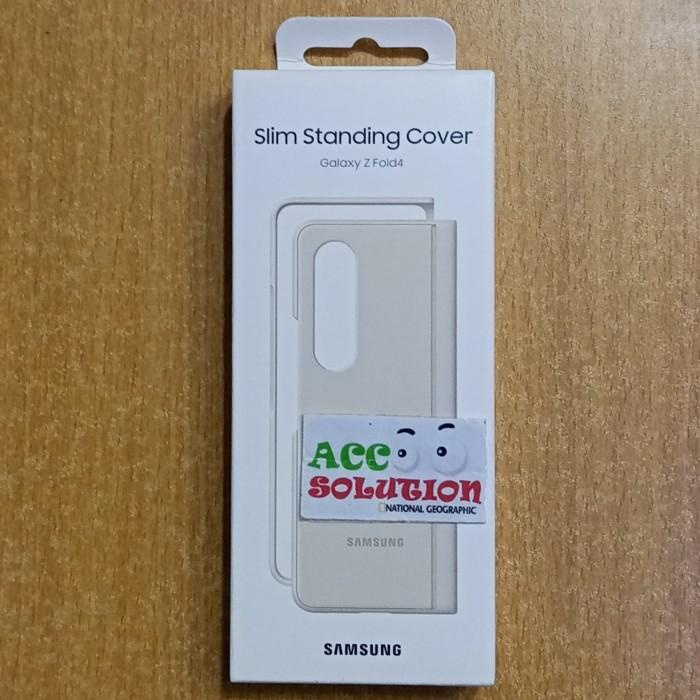 Slim Standing Cover
Galaxy Z Fold4
ACC
SOLUTION
NATIONAL GEOGRAPHIC
SAMSUNG
SAMSUNG